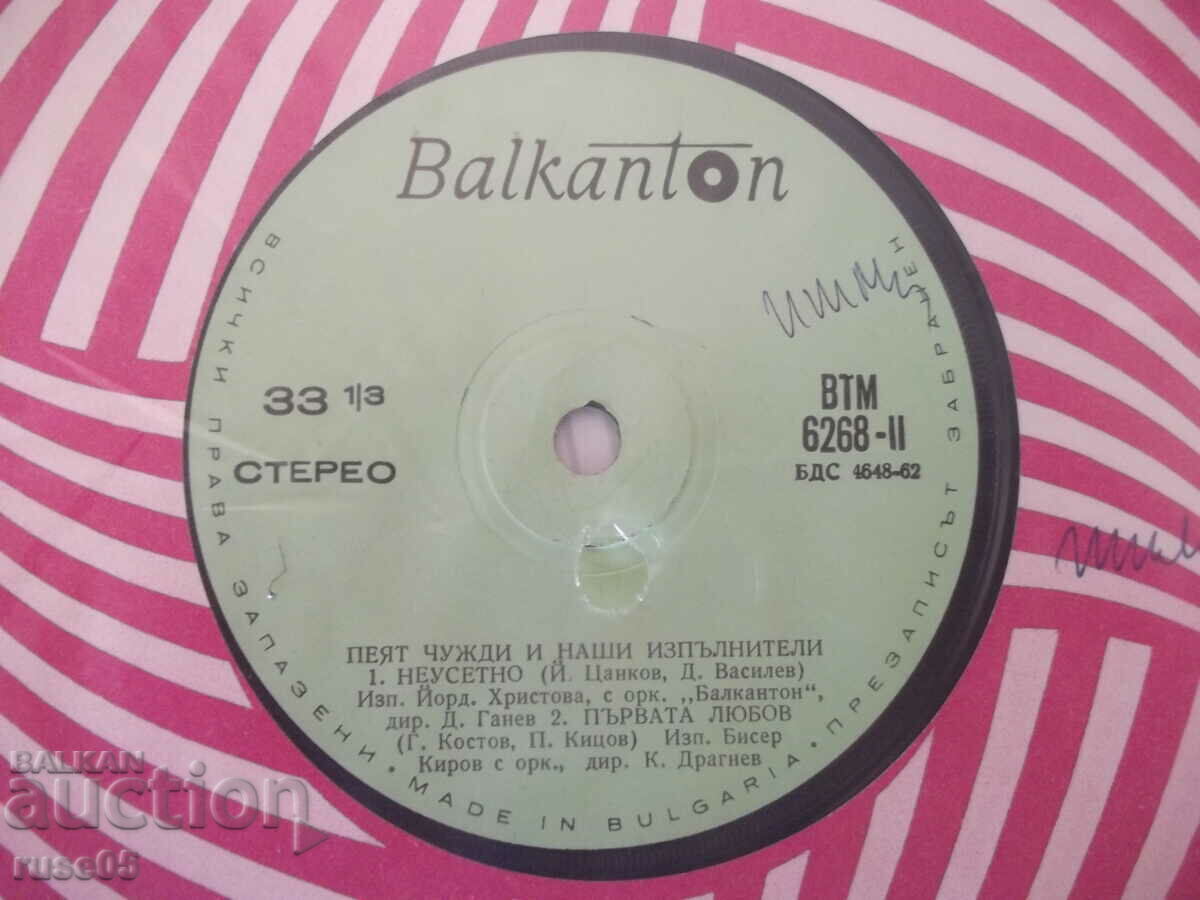 Balkanton
33 1/3
СТЕРЕО
ВТМ
6268-II
БДС 4648-62
ПЕЯТ ЧУЖДИ И НАШИ ИЗПЪЛНИТЕЛИ
1. НЕУСЕТНО (Й. Цанков, Д. Василев)
Изп. Йорд. Христова, с орк. „Балкантон",
дир. Д. Ганев 2. ПЪРВАТА ЛЮБОВ
(Г. Костов, П. Кицов) Изп. Бисер
Киров с орк., дир. К. Драгнев
ВСИЧКИ ПРАВА ЗАПАЗЕНИ • MADE IN BULGARIA • ПРЕЗАПИСЪТ ЗАБРАНЕН
BALKAN
auction
ruse05